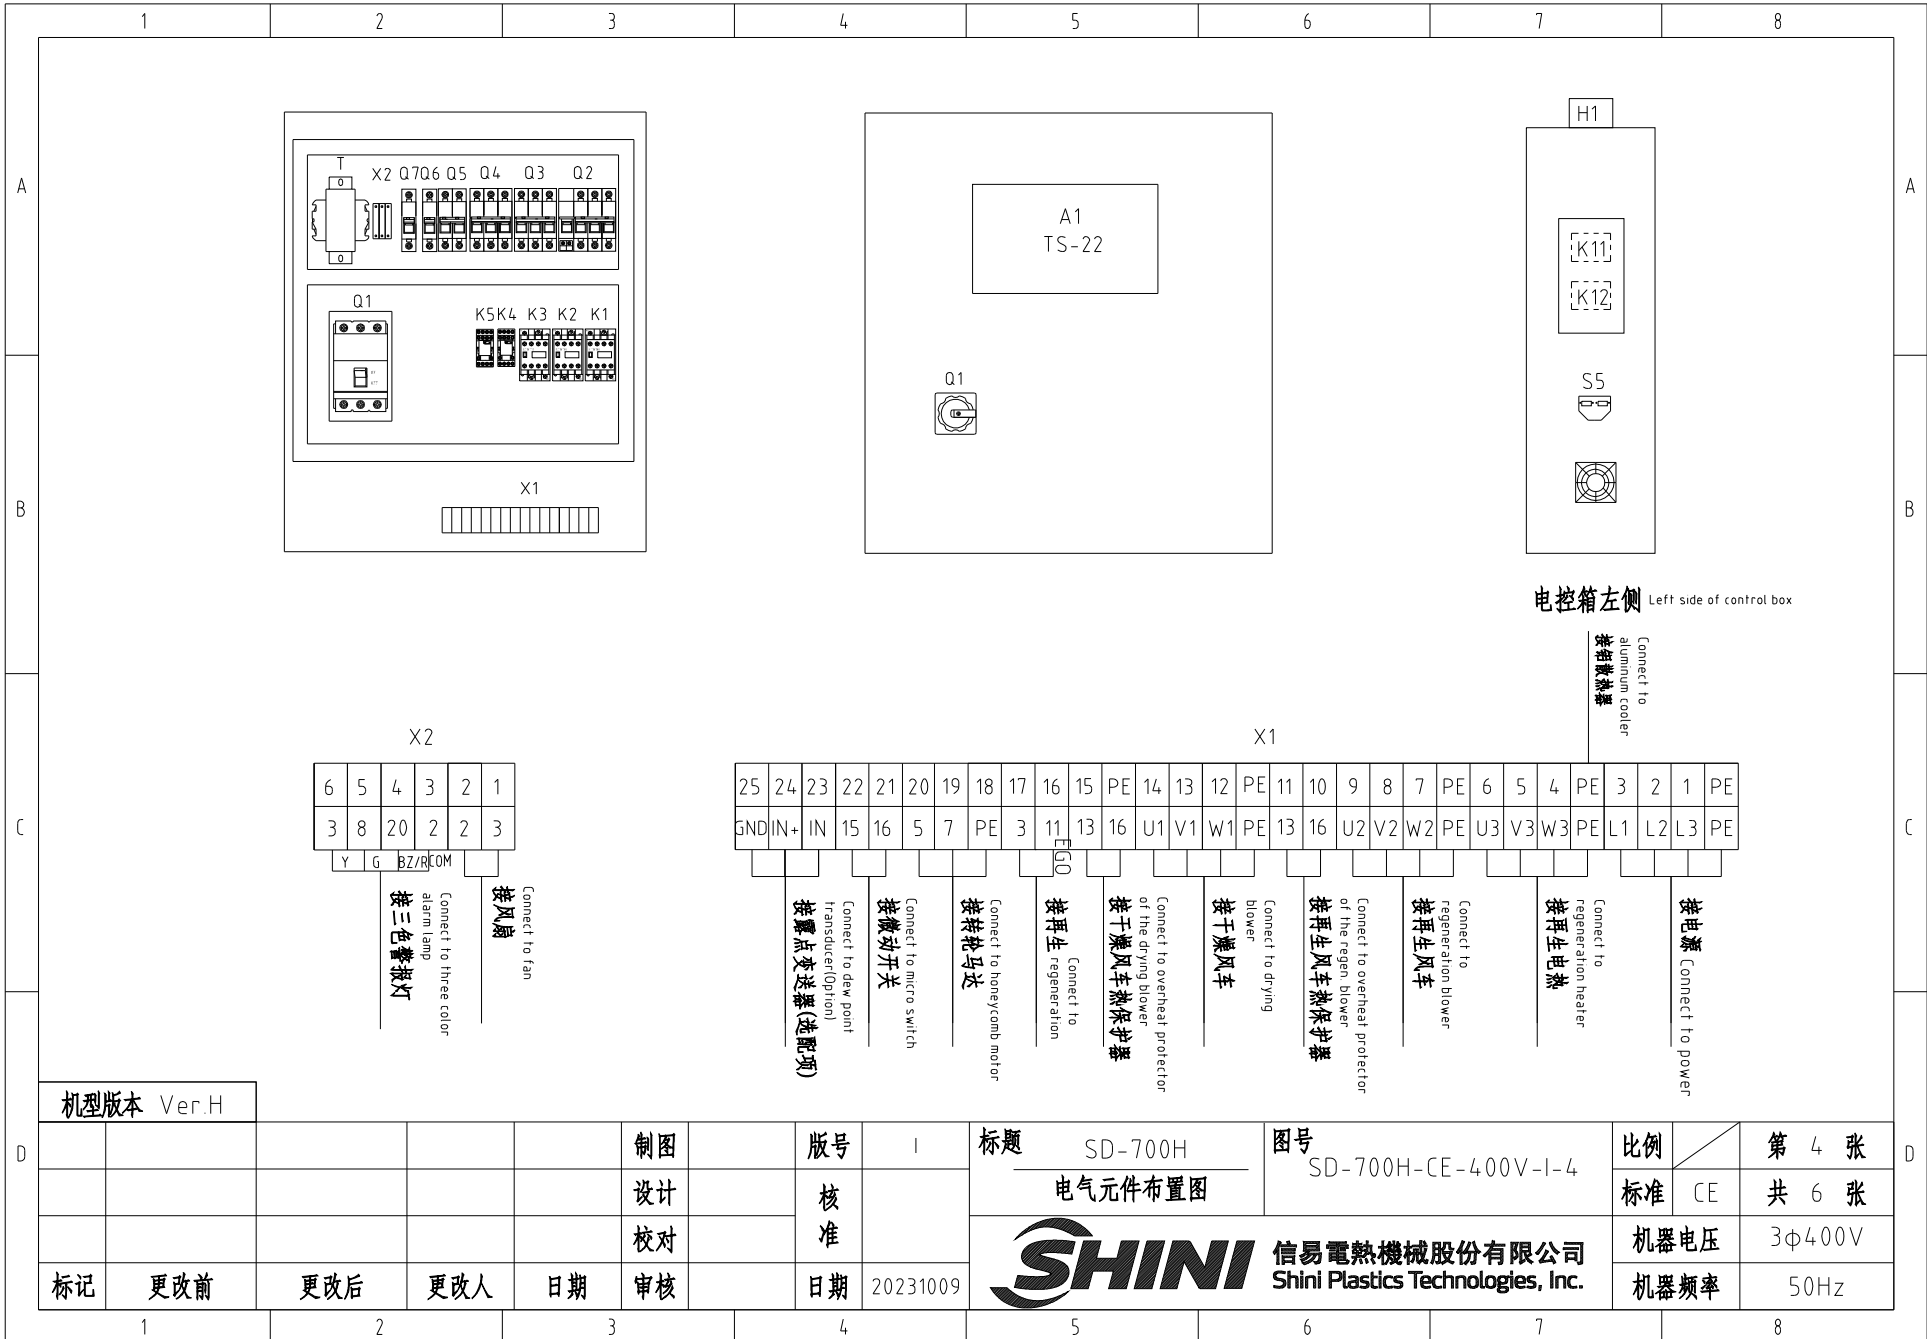 1 2 3 4 5 6 7 8
A A
B B
C C
D D
T
X2 Q7 Q6 Q5 Q4 Q3 Q2
Q1
K5 K4 K3 K2 K1
X1
A1
TS-22
Q1
H1
K11
K12
S5
电控箱左侧 Left side of control box
接铝散热器
Connect to
aluminum cooler
X2
6 5 4 3 2 1
3 8 20 2 2 3
Y G BZ/R COM
接三色警报灯
Connect to three color
alarm lamp
接风扇
Connect to fan
X1
25 24 23 22 21 20 19 18 17 16 15 PE 14 13 12 PE 11 10 9 8 7 PE 6 5 4 PE 3 2 1 PE
GND IN+ IN 15 16 5 7 PE 3 11 13 16 U1 V1 W1 PE 13 16 U2 V2 W2 PE U3 V3 W3 PE L1 L2 L3 PE
EGO
接露点变送器(选配项)
Connect to dew point
transducer(Option)
接微动开关
Connect to micro switch
接转轮马达
Connect to honeycomb motor
接再生 Connect to
regeneration
接干燥风车热保护器
Connect to overheat protector
of the drying blower
接干燥风车
Connect to drying
blower
接再生风车热保护器
Connect to overheat protector
of the regen blower
接再生风车
Connect to
regeneration blower
接再生电热
Connect to
regeneration heater
接电源 Connect to power
机型版本 Ver.H
制图 版号 I
设计 核准
校对
标记 更改前 更改后 更改人 日期 审核 日期 20231009
标题 SD-700H
电气元件布置图
图号 SD-700H-CE-400V-I-4
比例 第 4 张
标准 CE 共 6 张
机器电压 3φ400V
机器频率 50Hz
SHINI
信易電熱機械股份有限公司
Shini Plastics Technologies, Inc.
1 2 3 4 5 6 7 8